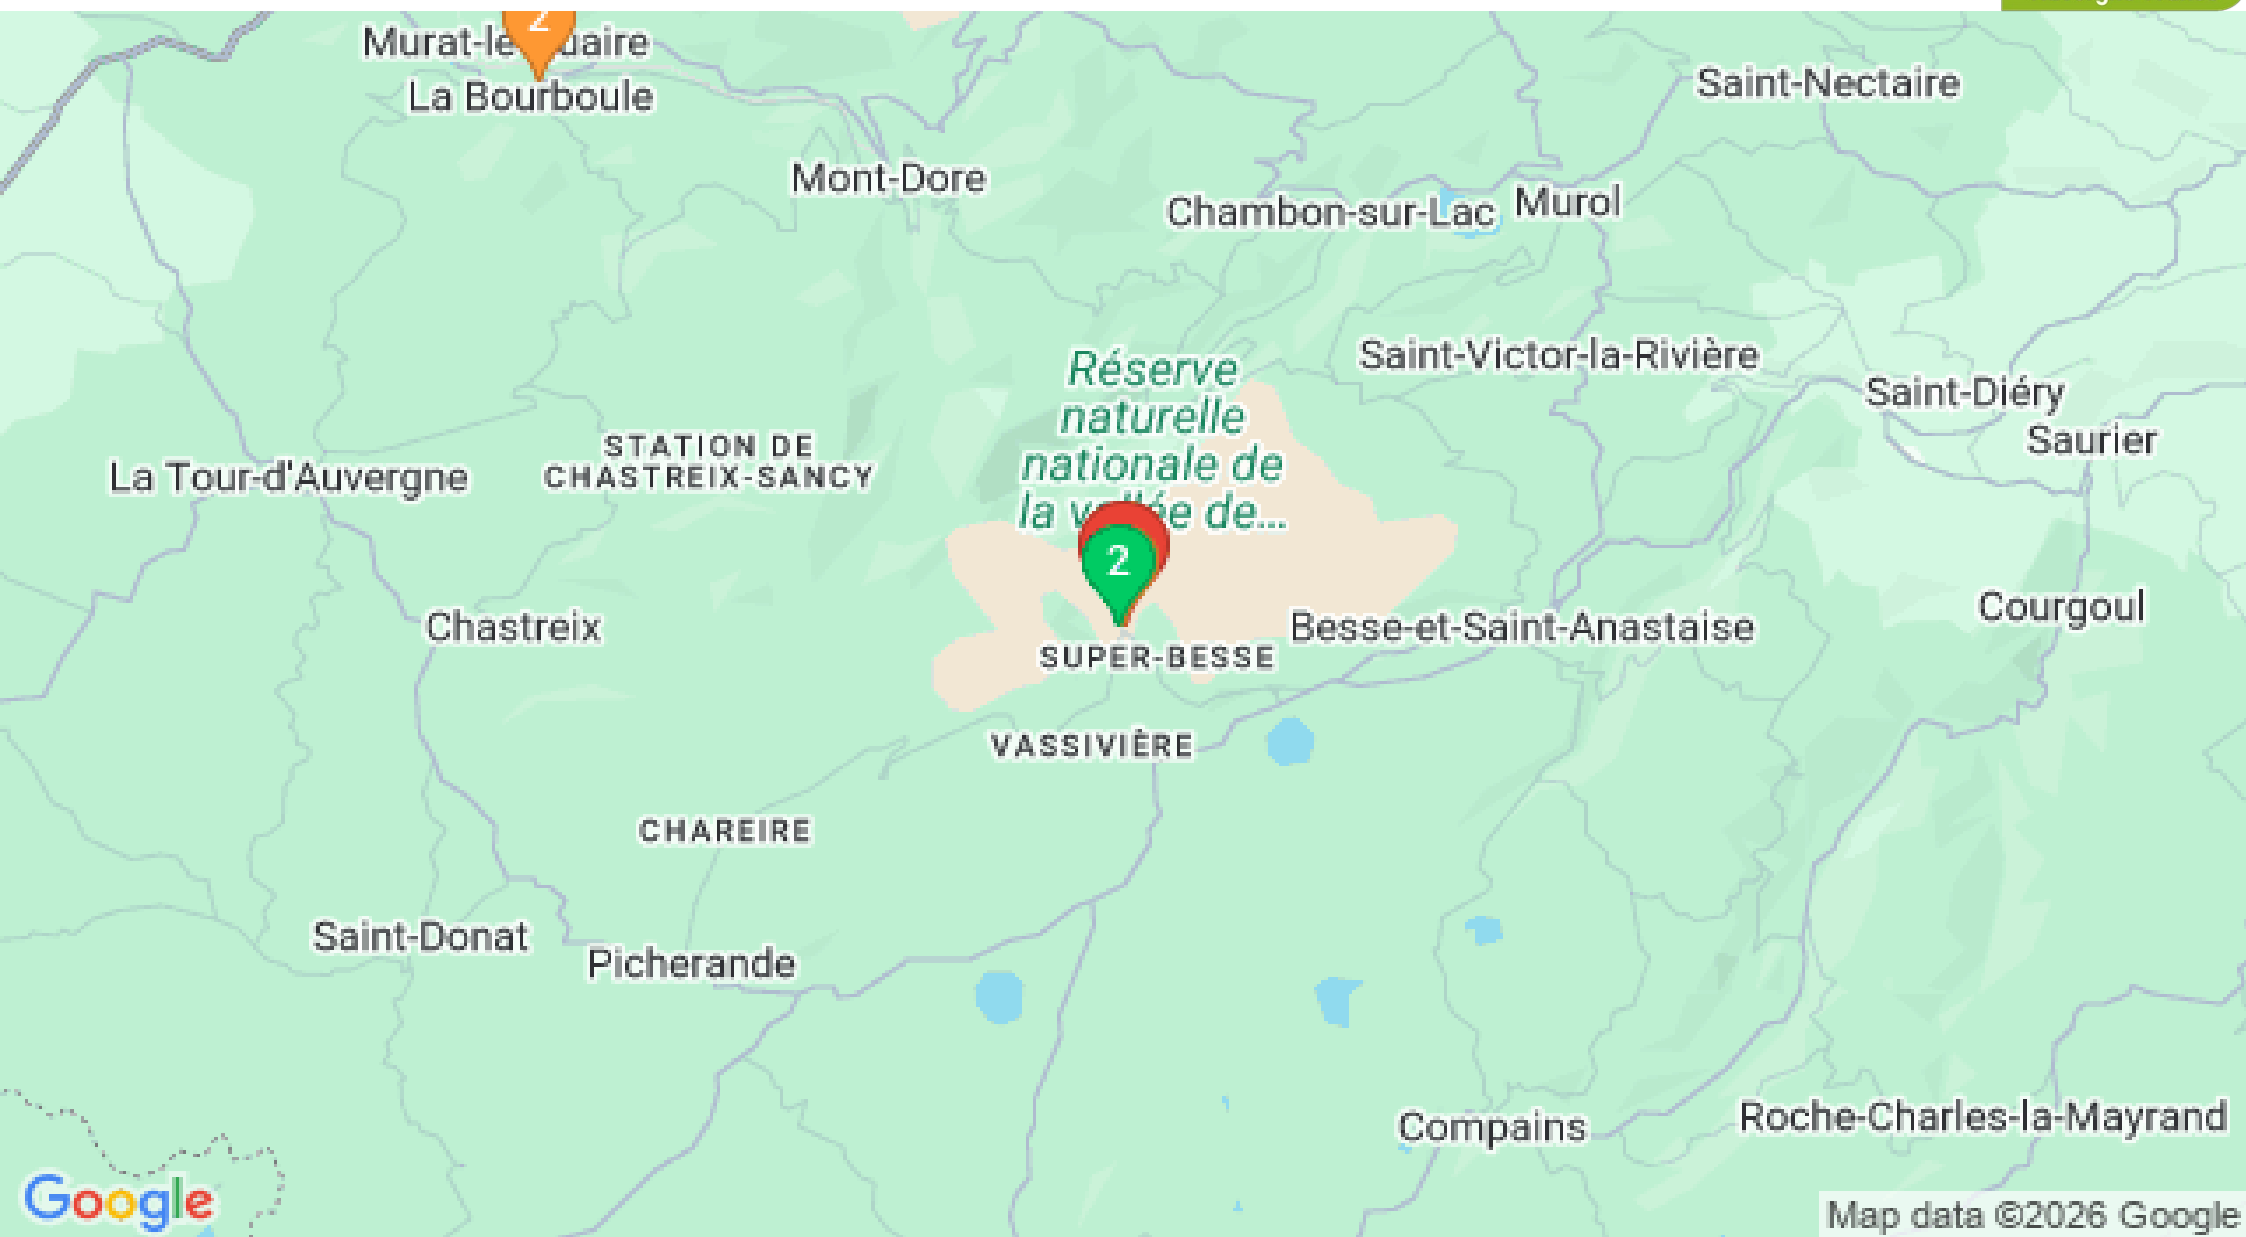 2
Murat-le-Quaire
La Bourboule
Saint-Nectaire
Mont-Dore
Chambon-sur-Lac
Murol
Saint-Victor-la-Rivière
Réserve
naturelle
nationale de
la vallée de...
Saint-Diéry
Saurier
STATION DE
CHASTREIX-SANCY
La Tour-d'Auvergne
2
Chastreix
SUPER-BESSE
Besse-et-Saint-Anastaise
Courgoul
VASSIVIÈRE
CHAREIRE
Saint-Donat
Picherande
Compains
Roche-Charles-la-Mayrand
Google
Map data ©2026 Google